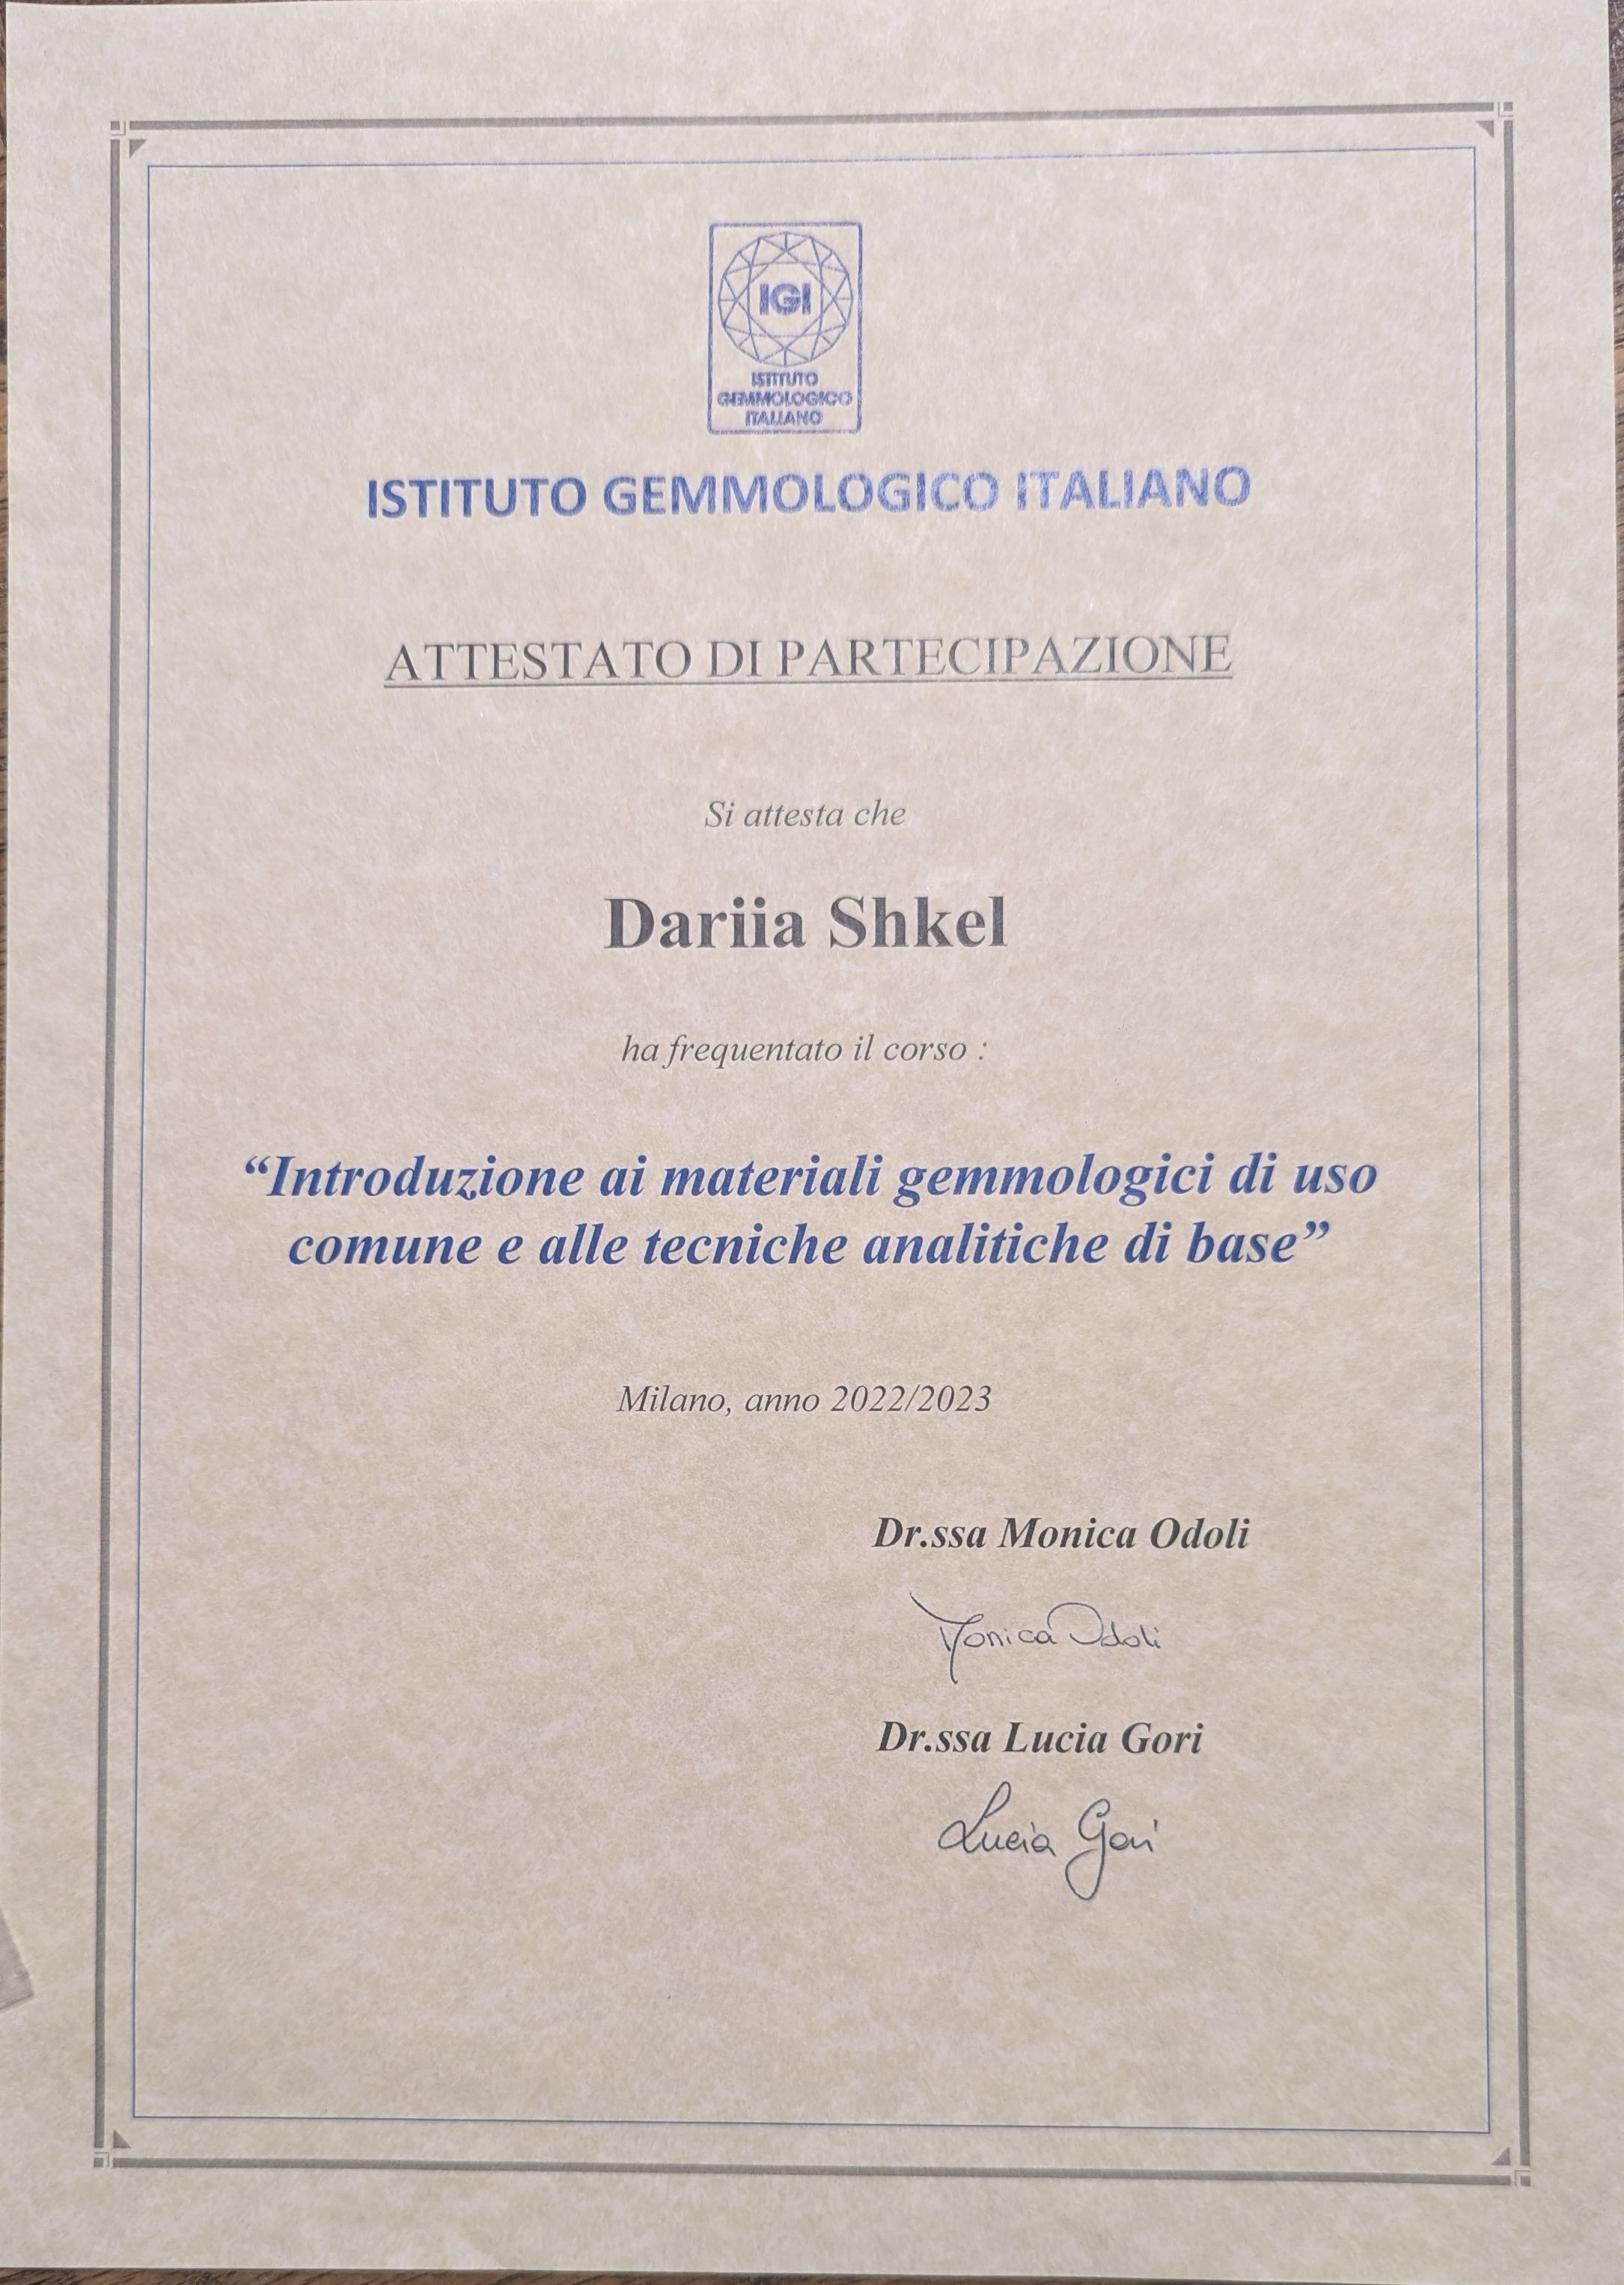 IGI
ISTITUTO
GEMMOLOGICO
ITALIANO
ISTITUTO GEMMOLOGICO ITALIANO
ATTESTATO DI PARTECIPAZIONE
Si attesta che
Dariia Shkel
ha frequentato il corso :
“Introduzione ai materiali gemmologici di uso
comune e alle tecniche analitiche di base”
Milano, anno 2022/2023
Dr.ssa Monica Odoli
Monica Odoli
Dr.ssa Lucia Gori
Lucia Gori